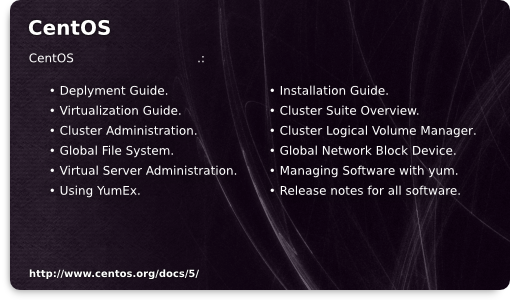 CentOS
CentOS .:
• Deplyment Guide.
• Virtualization Guide.
• Cluster Administration.
• Global File System.
• Virtual Server Administration.
• Using YumEx.
• Installation Guide.
• Cluster Suite Overview.
• Cluster Logical Volume Manager.
• Global Network Block Device.
• Managing Software with yum.
• Release notes for all software.
http://www.centos.org/docs/5/